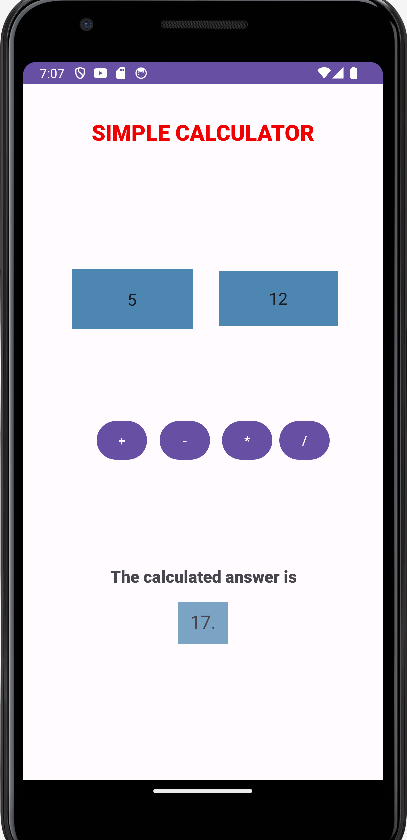 7:07
SIMPLE CALCULATOR
5 12
+ - * /
The calculated answer is
17.